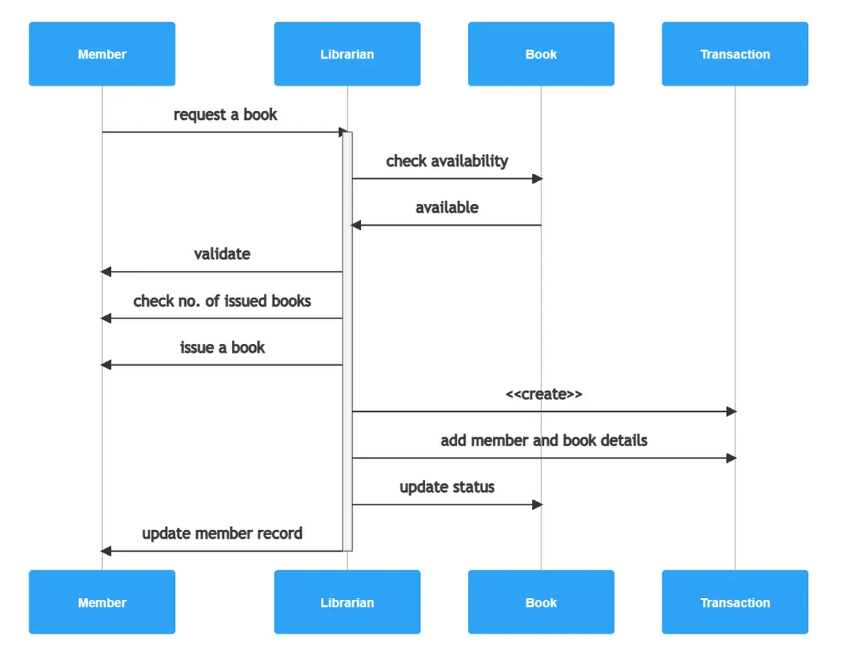 Member
Librarian
Book
Transaction
request a book
check availability
available
validate
check no. of issued books
issue a book
<<create>>
add member and book details
update status
update member record
Member
Librarian
Book
Transaction